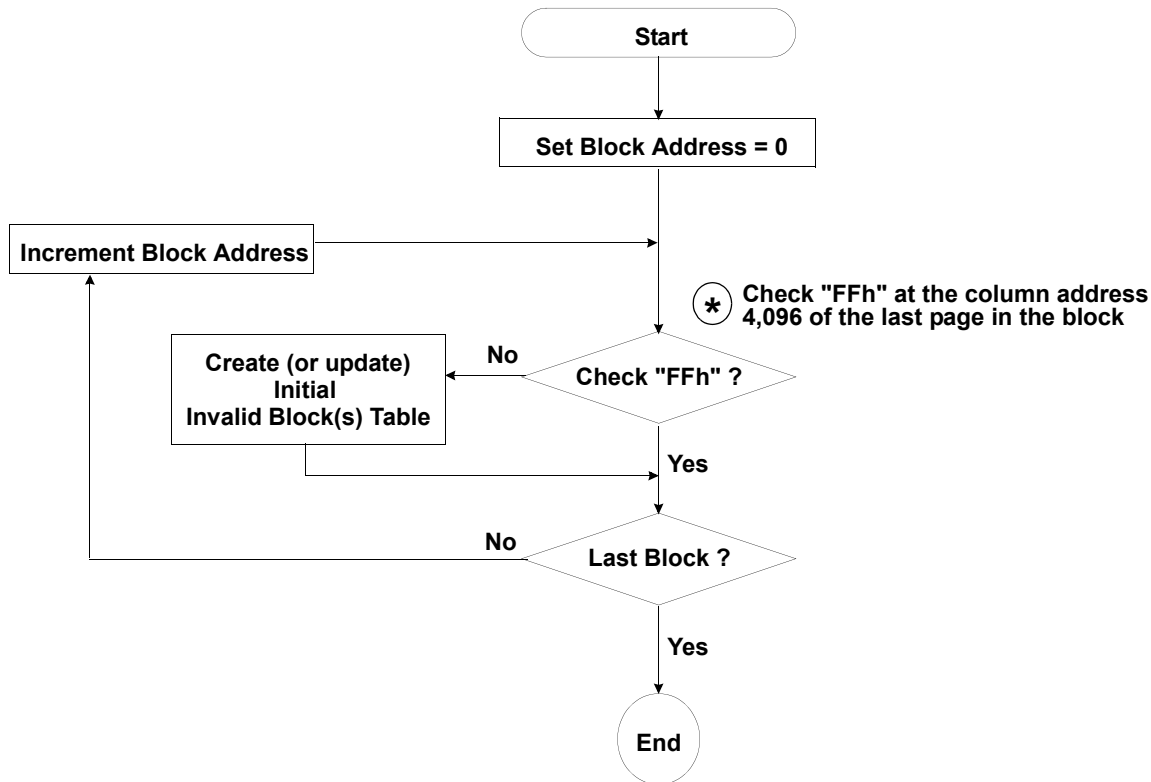 Start
Set Block Address = 0
Increment Block Address
* Check "FFh" at the column address
4,096 of the last page in the block
No
Create (or update)
Initial
Invalid Block(s) Table
Check "FFh" ?
Yes
No
Last Block ?
Yes
End